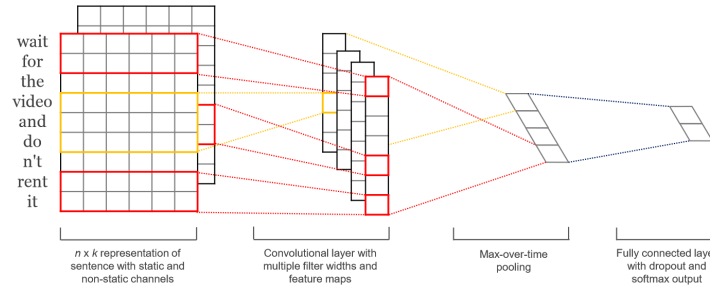 wait
for
the
video
and
do
n't
rent
it
n x k representation of
sentence with static and
non-static channels
Convolutional layer with
multiple filter widths and
feature maps
Max-over-time
pooling
Fully connected laye
with dropout and
softmax output